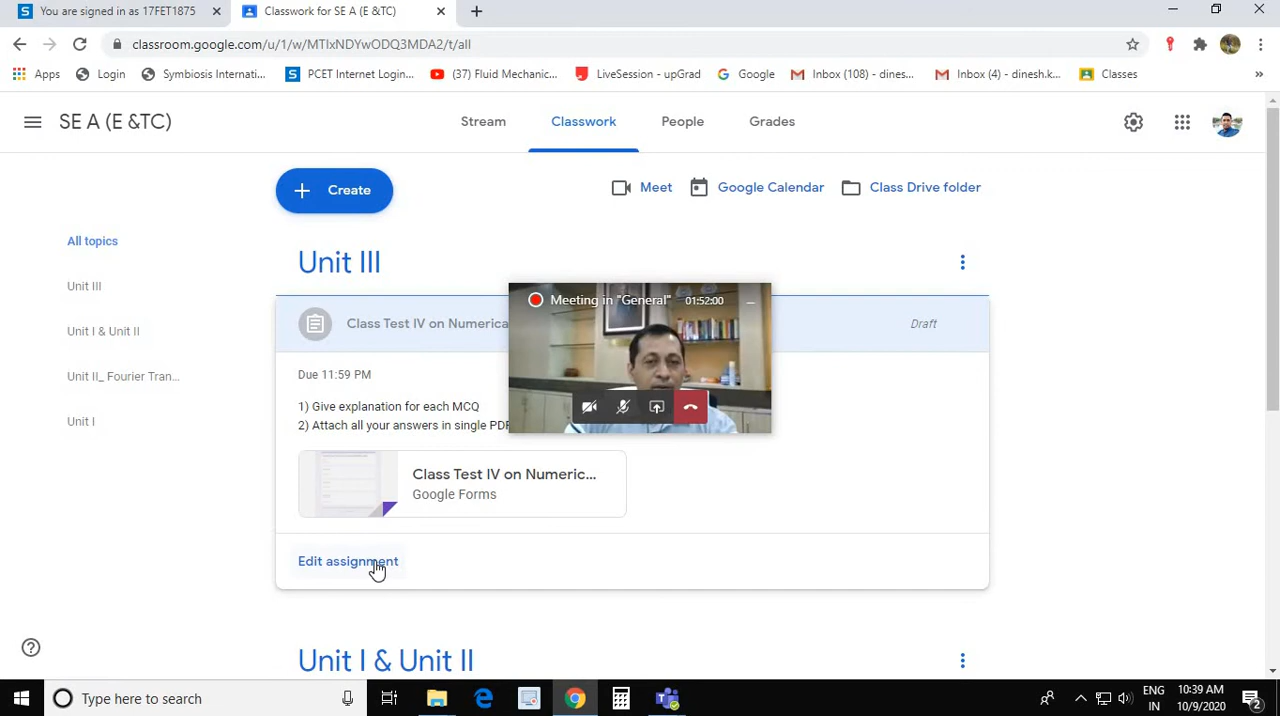 You are signed in as 17FET1875
Classwork for SE A (E &TC)
classroom.google.com/u/1/w/MTIxNDYwODQ3MDA2/t/all
Apps
Login
Symbiosis Internati...
PCET Internet Login...
(37) Fluid Mechanic...
LiveSession - upGrad
Google
Inbox (108) - dines...
Inbox (4) - dinesh.k...
Classes
SE A (E &TC)
Stream
Classwork
People
Grades
Create
Meet
Google Calendar
Class Drive folder
All topics
Unit III
Unit I & Unit II
Unit II_ Fourier Tran...
Unit I
Unit III
Class Test IV on Numerica
Draft
Meeting in "General"
01:52:00
Due 11:59 PM
1) Give explanation for each MCQ
2) Attach all your answers in single PDF
Class Test IV on Numeric...
Google Forms
Edit assignment
Unit I & Unit II
Type here to search
ENG
IN
10:39 AM
10/9/2020
2